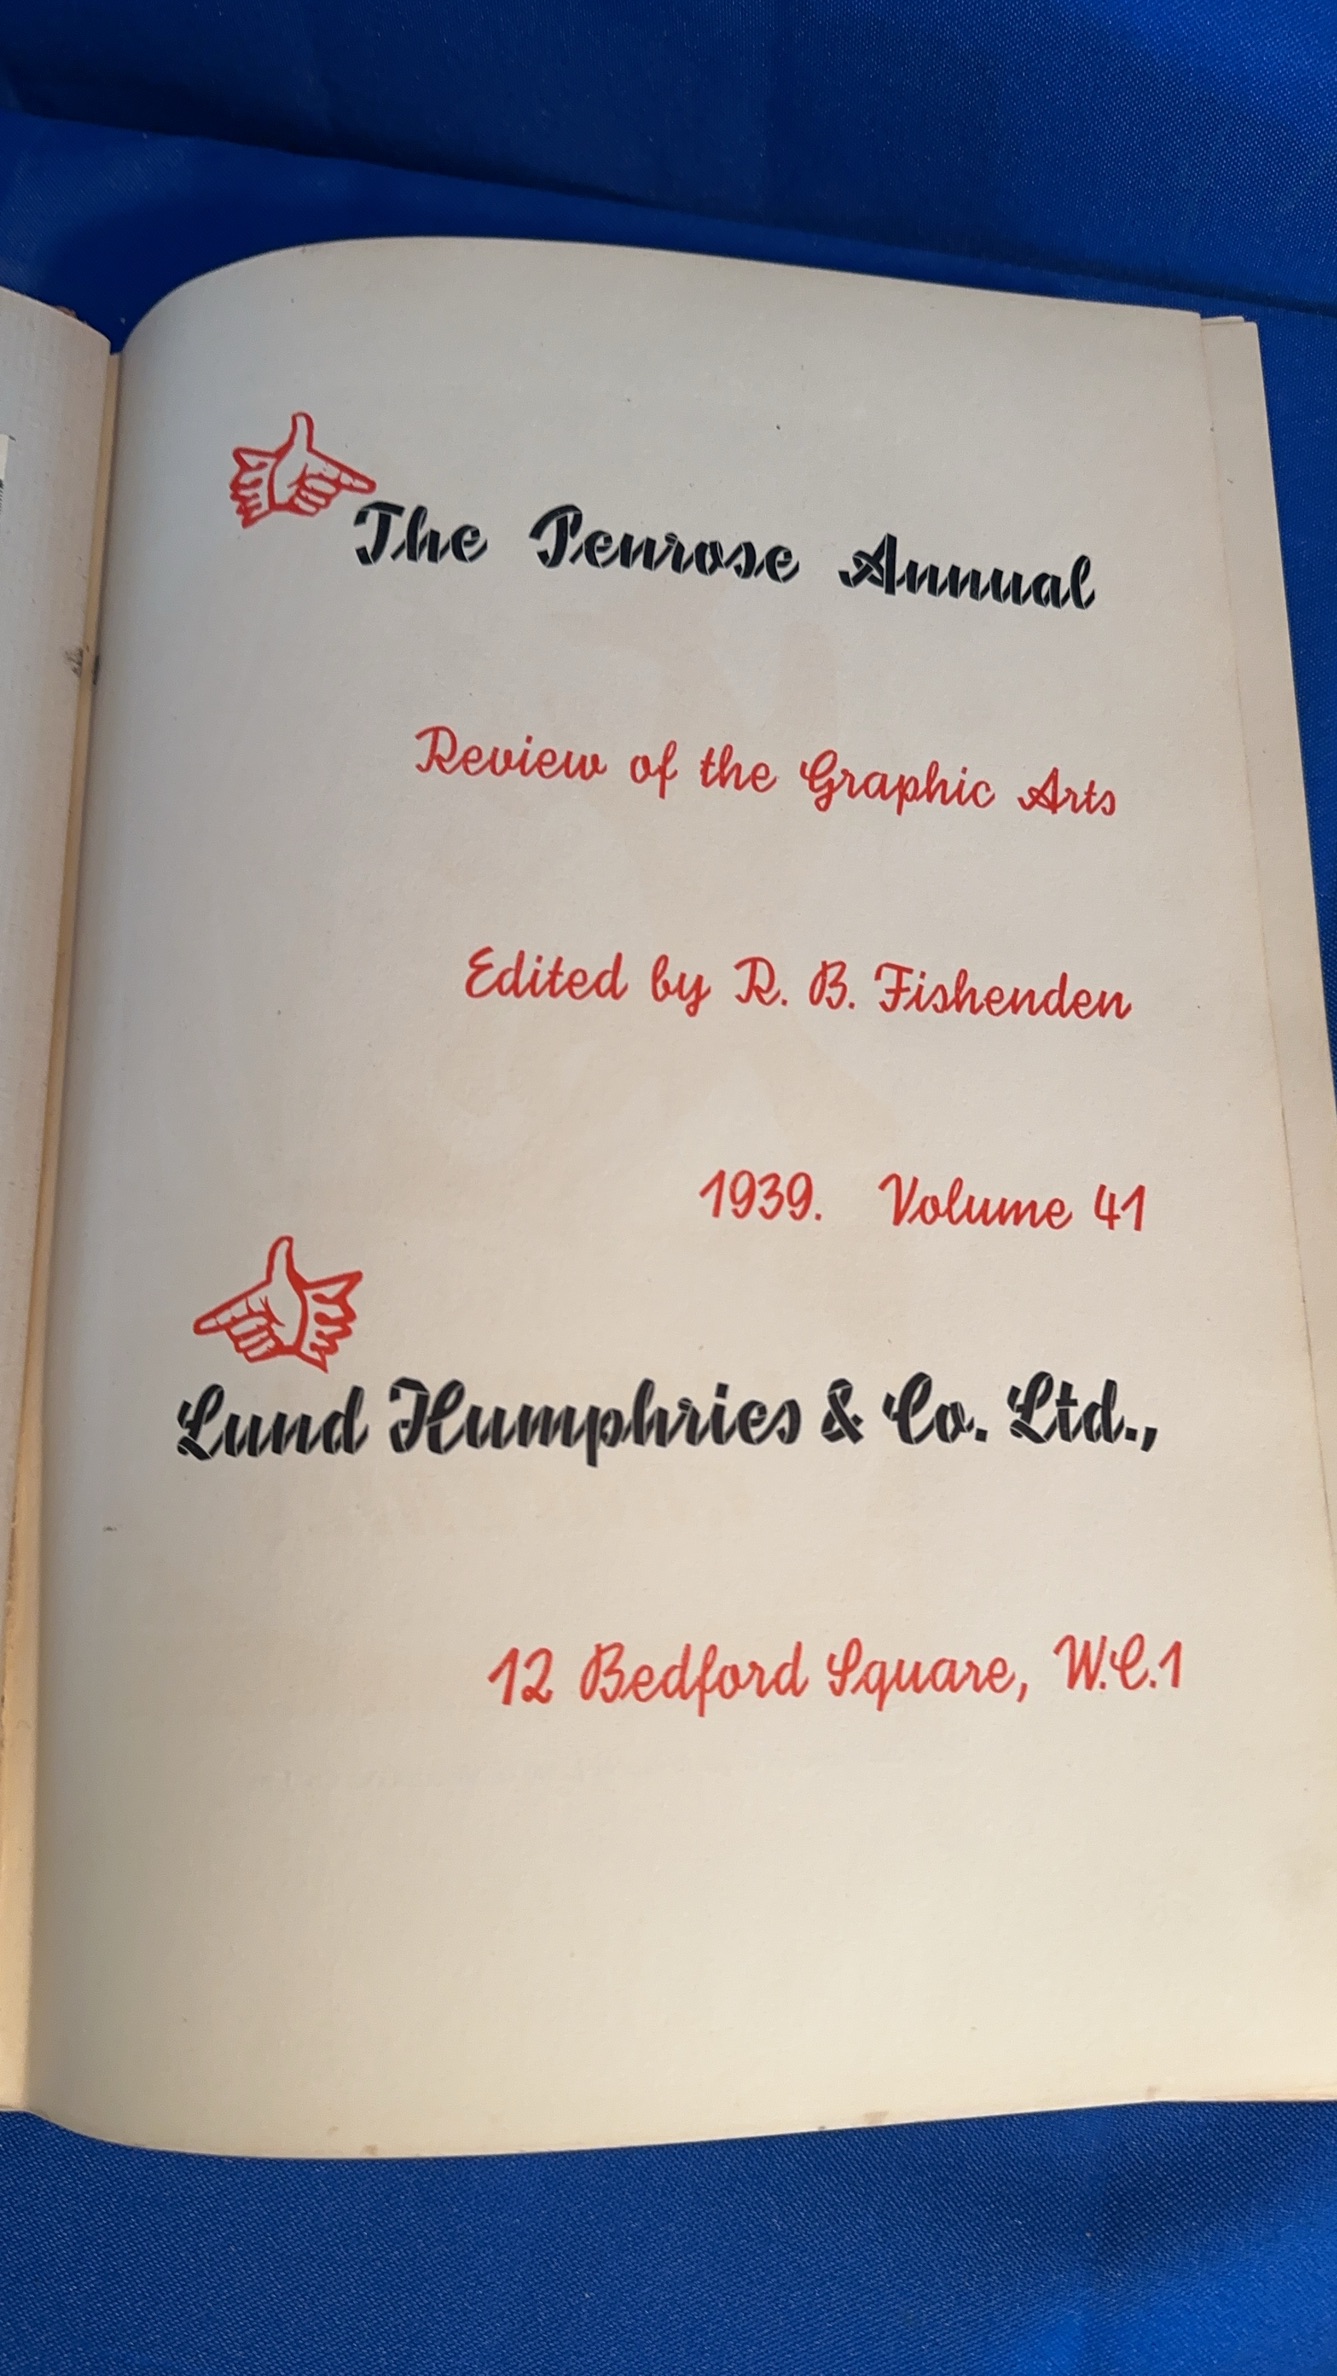 The Penrose Annual
Review of the Graphic Arts
Edited by R. B. Fishenden
1939. Volume 41
Lund Humphries & Co. Ltd.,
12 Bedford Square, W.C.1